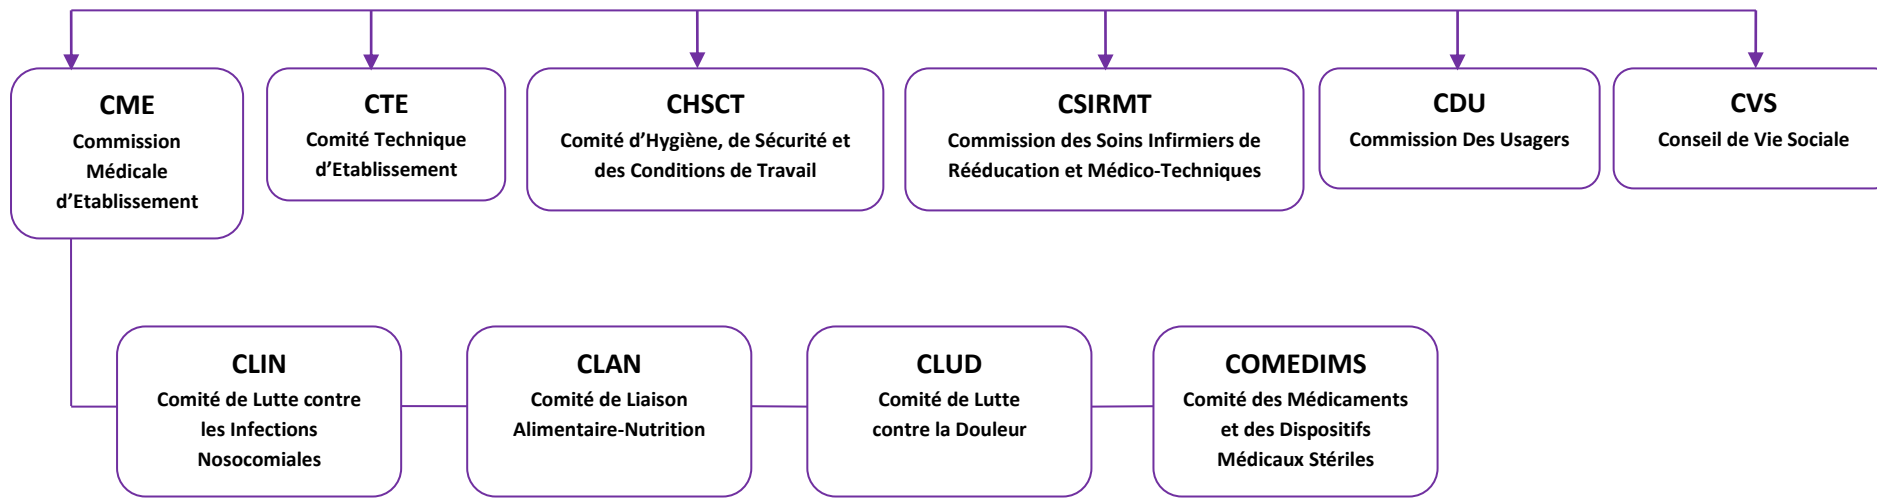 CME
Commission
Médicale
d’Etablissement
CTE
Comité Technique
d’Etablissement
CHSCT
Comité d’Hygiène, de Sécurité et
des Conditions de Travail
CSIRMT
Commission des Soins Infirmiers de
Rééducation et Médico-Techniques
CDU
Commission Des Usagers
CVS
Conseil de Vie Sociale
CLIN
Comité de Lutte contre
les Infections
Nosocomiales
CLAN
Comité de Liaison
Alimentaire-Nutrition
CLUD
Comité de Lutte
contre la Douleur
COMEDIMS
Comité des Médicaments
et des Dispositifs
Médicaux Stériles